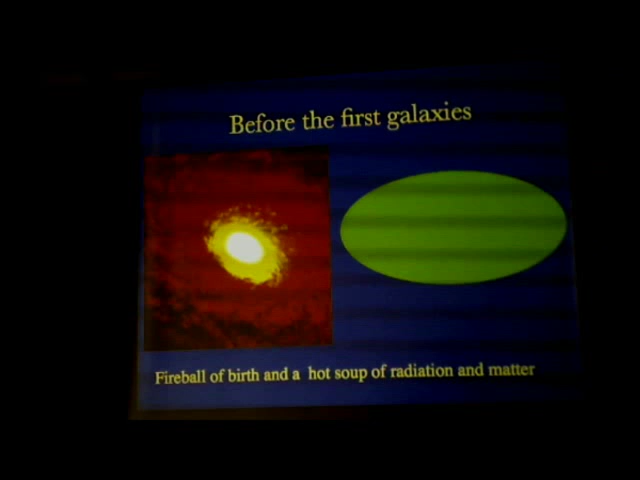 Before the first galaxies
Fireball of birth and a hot soup of radiation and matter